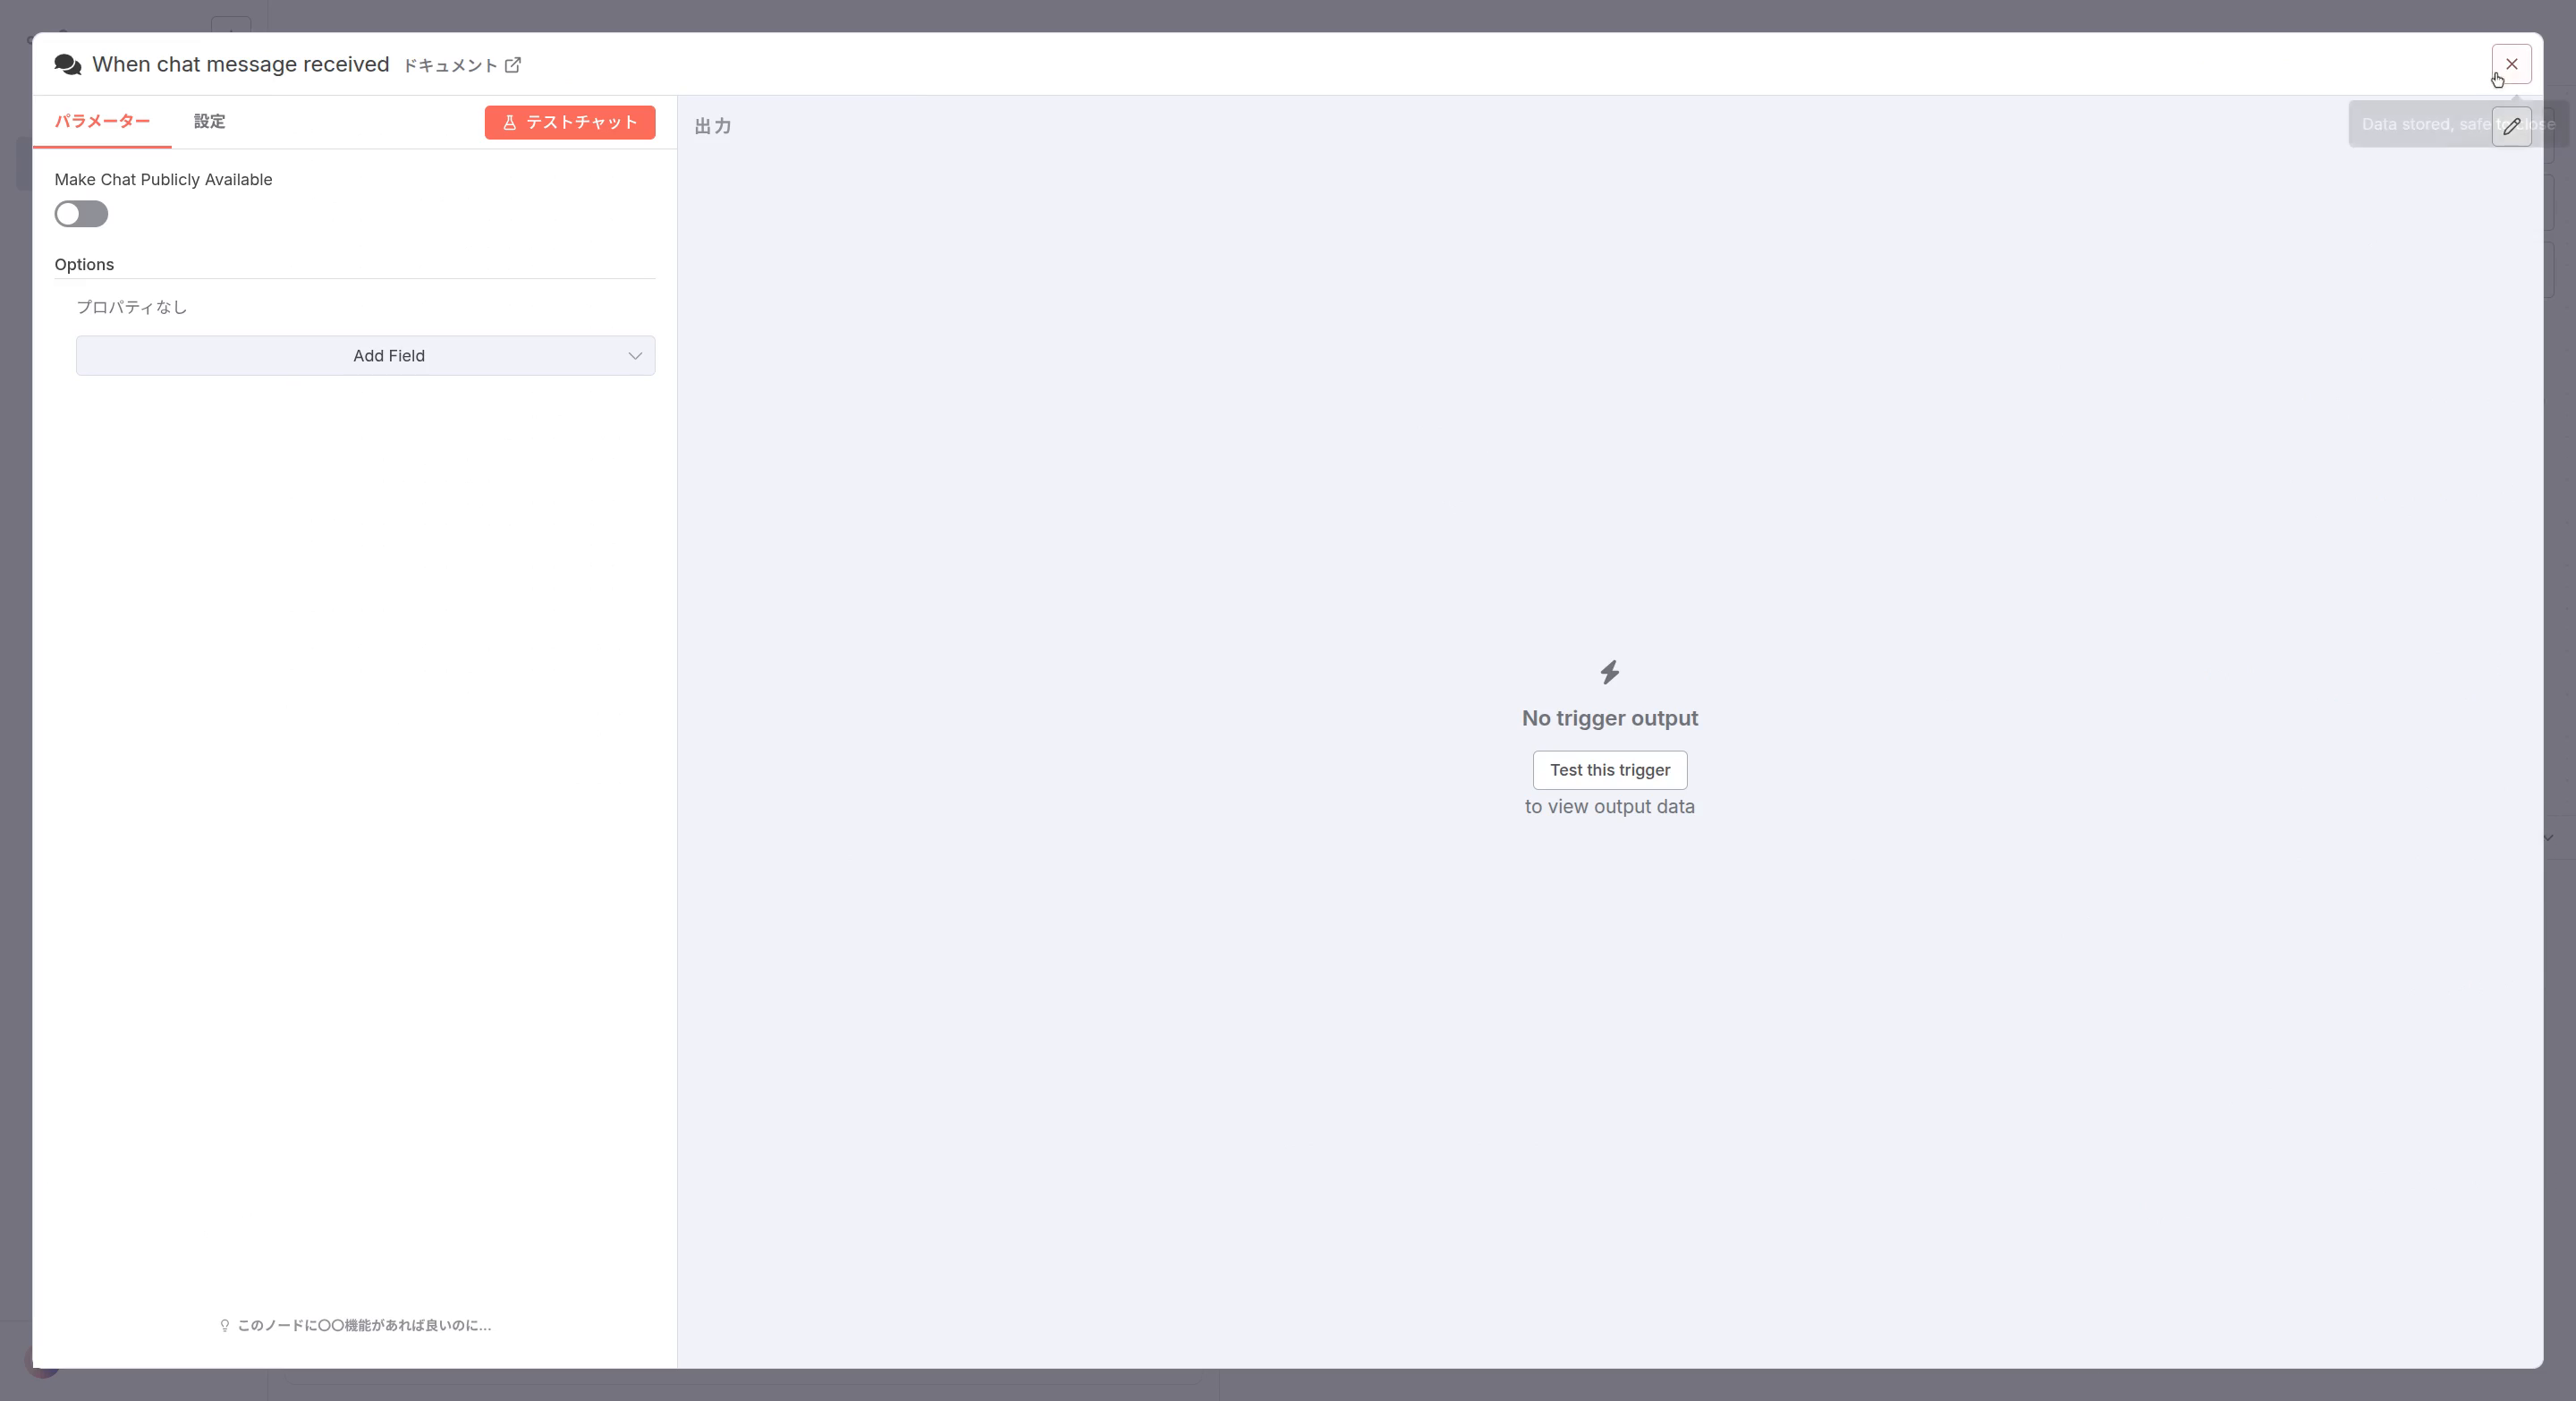 When chat message received ドキュメント
パラメーター 設定 テストチャット
出力
Data stored, safe to close
Make Chat Publicly Available
Options
プロパティなし
Add Field
No trigger output
Test this trigger
to view output data
このノードに〇〇機能があれば良いのに...